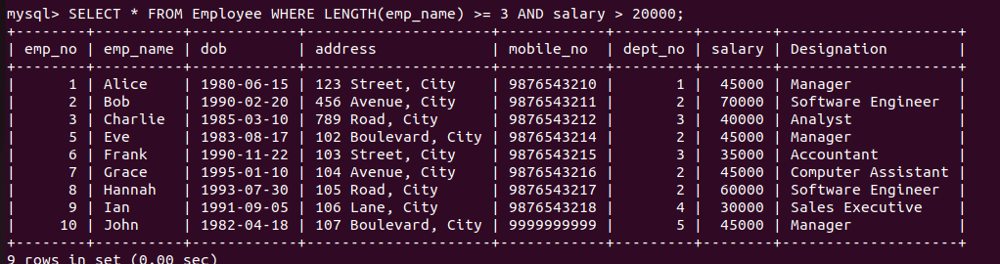 mysql> SELECT * FROM Employee WHERE LENGTH(emp_name) >= 3 AND salary > 20000;
+--------+----------+------------+---------------------+------------+---------+--------+--------------------+
| emp_no | emp_name | dob        | address             | mobile_no  | dept_no | salary | Designation        |
+--------+----------+------------+---------------------+------------+---------+--------+--------------------+
|      1 | Alice    | 1980-06-15 | 123 Street, City    | 9876543210 |       1 |  45000 | Manager            |
|      2 | Bob      | 1990-02-20 | 456 Avenue, City    | 9876543211 |       2 |  70000 | Software Engineer  |
|      3 | Charlie  | 1985-03-10 | 789 Road, City      | 9876543212 |       3 |  40000 | Analyst            |
|      5 | Eve      | 1983-08-17 | 102 Boulevard, City | 9876543214 |       2 |  45000 | Manager            |
|      6 | Frank    | 1990-11-22 | 103 Street, City    | 9876543215 |       3 |  35000 | Accountant         |
|      7 | Grace    | 1995-01-10 | 104 Avenue, City    | 9876543216 |       2 |  45000 | Computer Assistant |
|      8 | Hannah   | 1993-07-30 | 105 Road, City      | 9876543217 |       2 |  60000 | Software Engineer  |
|      9 | Ian      | 1991-09-05 | 106 Lane, City      | 9876543218 |       4 |  30000 | Sales Executive    |
|     10 | John     | 1982-04-18 | 107 Boulevard, City | 9999999999 |       5 |  45000 | Manager            |
+--------+----------+------------+---------------------+------------+---------+--------+--------------------+
9 rows in set (0.00 sec)